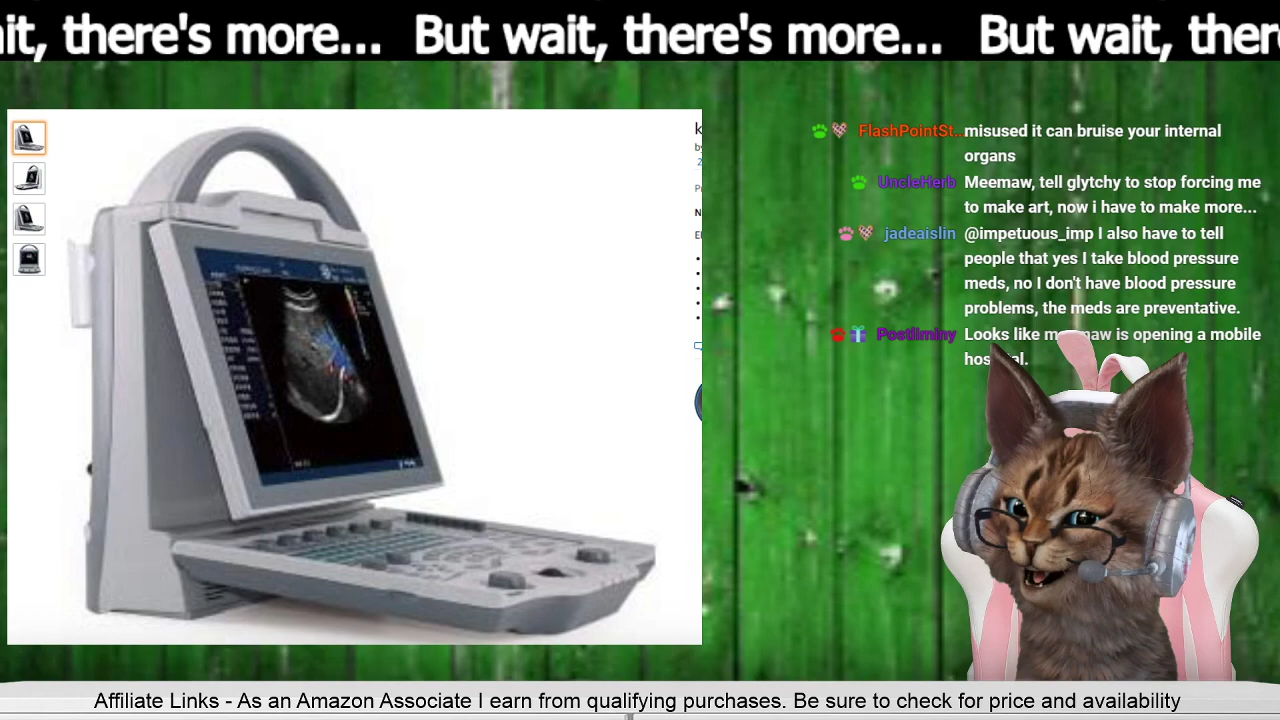 it, there's more... But wait, there's more... But wait, ther
FlashPointSt.. misused it can bruise your internal
organs
UncleHerb Meemaw, tell glytchy to stop forcing me
to make art, now i have to make more...
jadeaislin @impetuous_imp I also have to tell
people that yes I take blood pressure
meds, no I don't have blood pressure
problems, the meds are preventative.
Postliminy Looks like aw is opening a mobile
Affiliate Links - As an Amazon Associate I earn from qualifying purchases. Be sure to check for price and availability